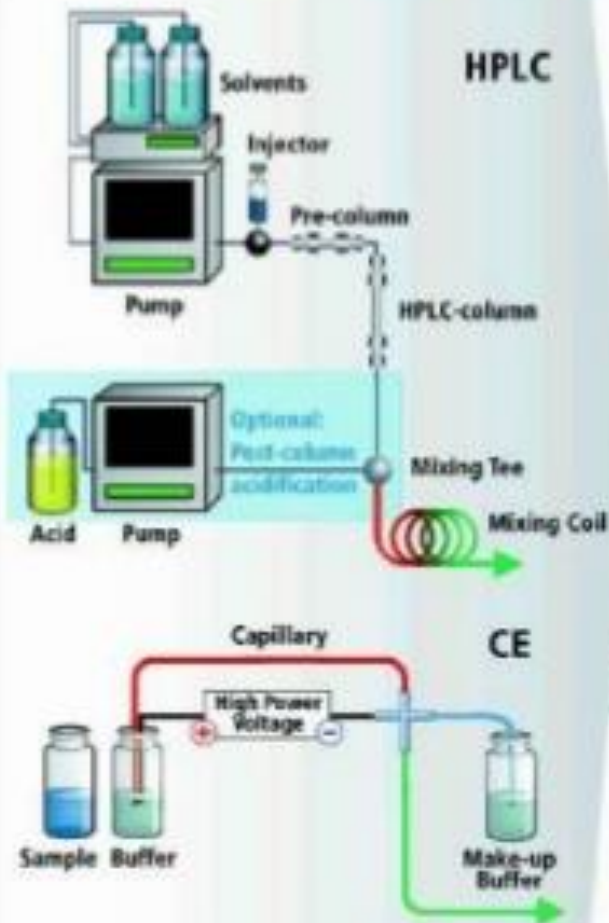 HPLC
Solvents
Injector
Pre-column
Pump
HPLC-column
Optional:
Post-column
acidification
Mixing Tee
Mixing Coil
Acid
Pump
CE
Capillary
High Power
Voltage
+
−
Sample
Buffer
Make-up
Buffer